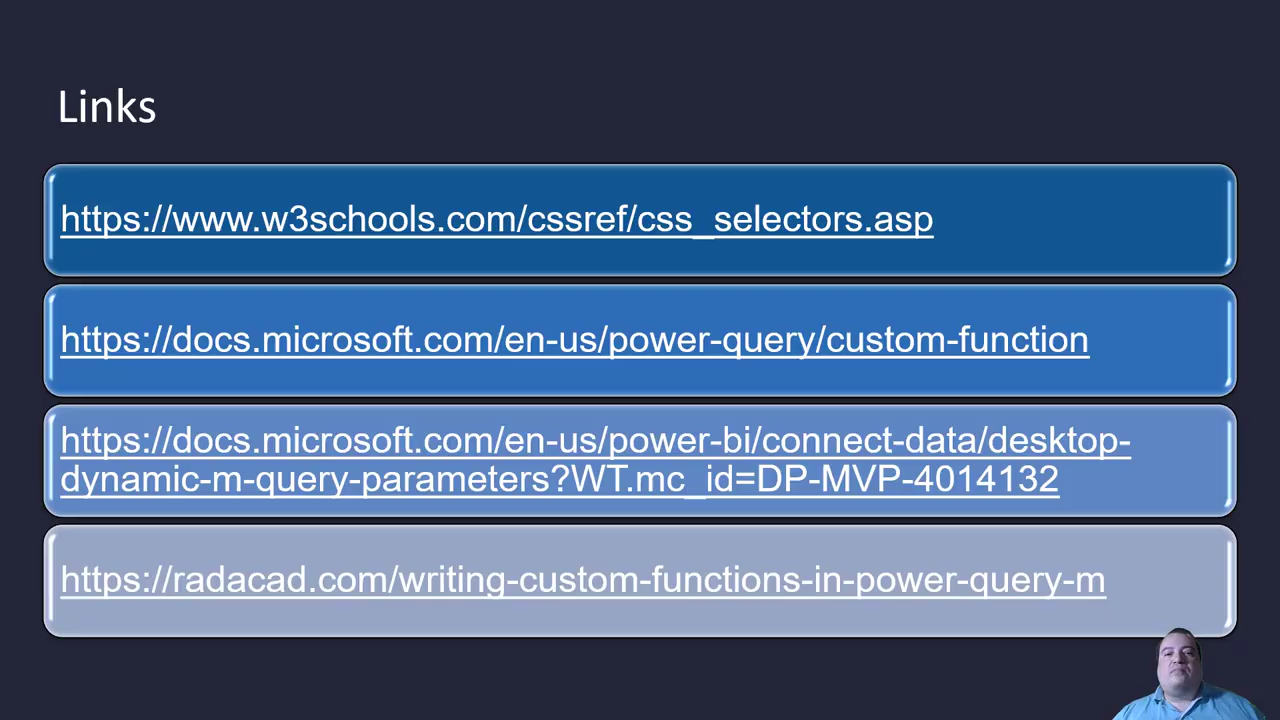 Links
https://www.w3schools.com/cssref/css_selectors.asp
https://docs.microsoft.com/en-us/power-query/custom-function
https://docs.microsoft.com/en-us/power-bi/connect-data/desktop-
dynamic-m-query-parameters?WT.mc_id=DP-MVP-4014132
https://radacad.com/writing-custom-functions-in-power-query-m